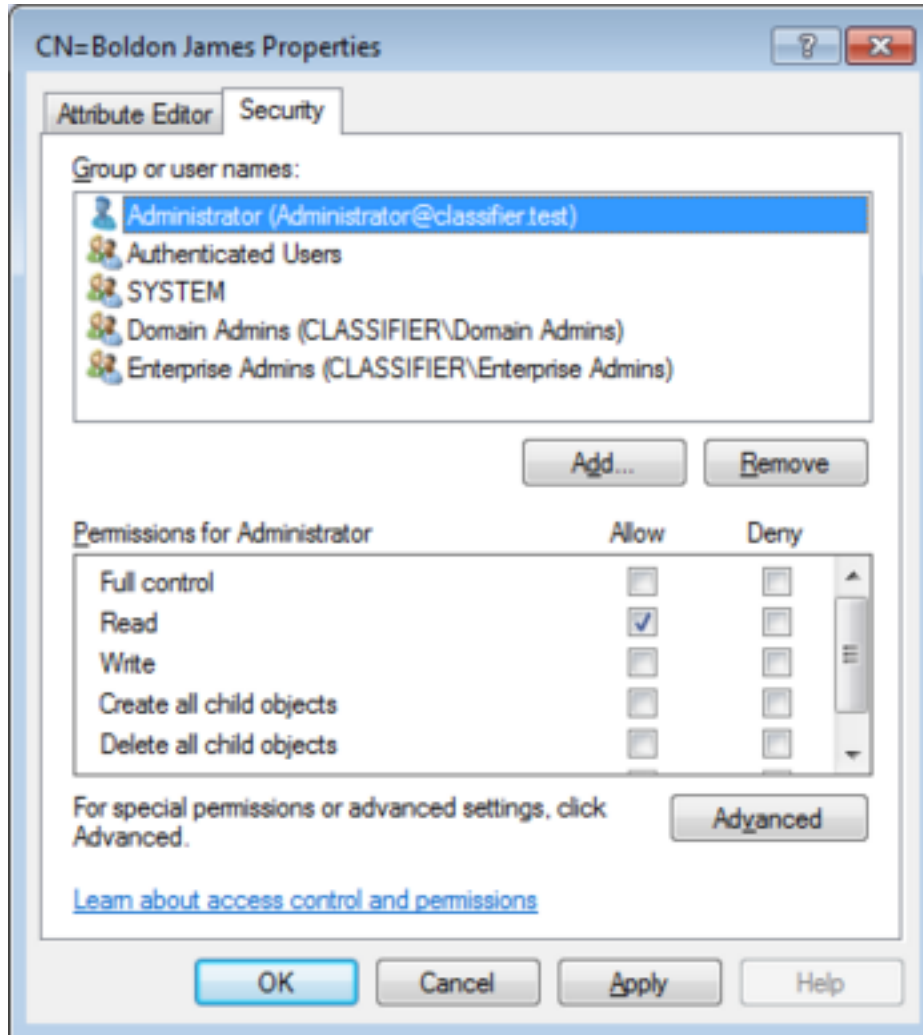 CN=Boldon James Properties
Attribute Editor
Security
Group or user names:
Administrator (Administrator@classifier.test)
Authenticated Users
SYSTEM
Domain Admins (CLASSIFIER\Domain Admins)
Enterprise Admins (CLASSIFIER\Enterprise Admins)
Add... Remove
Permissions for Administrator Allow Deny
Full control
Read
Write
Create all child objects
Delete all child objects
For special permissions or advanced settings, click
Advanced.
Advanced
Learn about access control and permissions
OK Cancel Apply Help